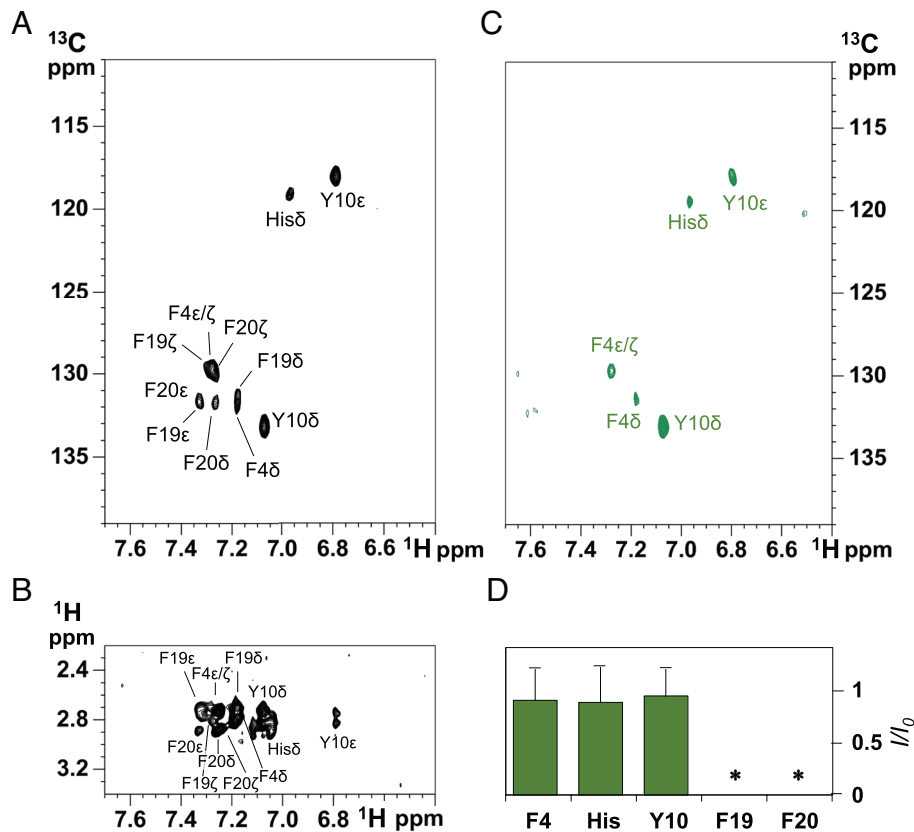 A
¹³C
ppm
115
120
125
130
135
Hisδ
Y10ε
F4ε/ζ
F19ζ
F20ζ
F19δ
F20ε
F19ε
Y10δ
F20δ
F4δ
7.6 7.4 7.2 7.0 6.8 6.6 ¹H ppm
C
¹³C
ppm
115
120
125
130
135
Y10ε
Hisδ
F4ε/ζ
F4δ
Y10δ
7.6 7.4 7.2 7.0 6.8 6.6 ¹H ppm
B
¹H
ppm
2.4
2.8
3.2
F19ε
F4ε/ζ
F19δ
Y10δ
F20ε
F20δ
Hisδ
Y10ε
F19ζ
F20ζ
F4δ
7.6 7.4 7.2 7.0 6.8 6.6 ¹H ppm
D
1
0.5
0
I/I₀
* *
F4 His Y10 F19 F20